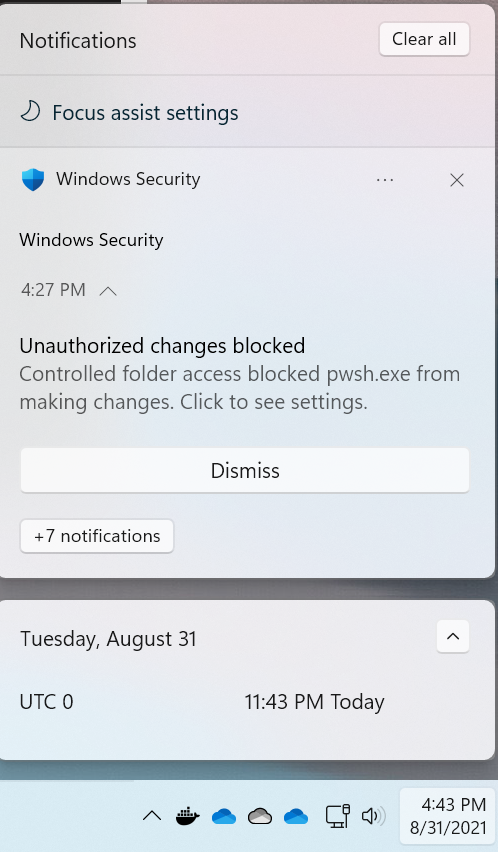 Notifications
Clear all
Focus assist settings
Windows Security
Windows Security
4:27 PM
Unauthorized changes blocked
Controlled folder access blocked pwsh.exe from
making changes. Click to see settings.
Dismiss
+7 notifications
Tuesday, August 31
UTC 0 11:43 PM Today
4:43 PM
8/31/2021